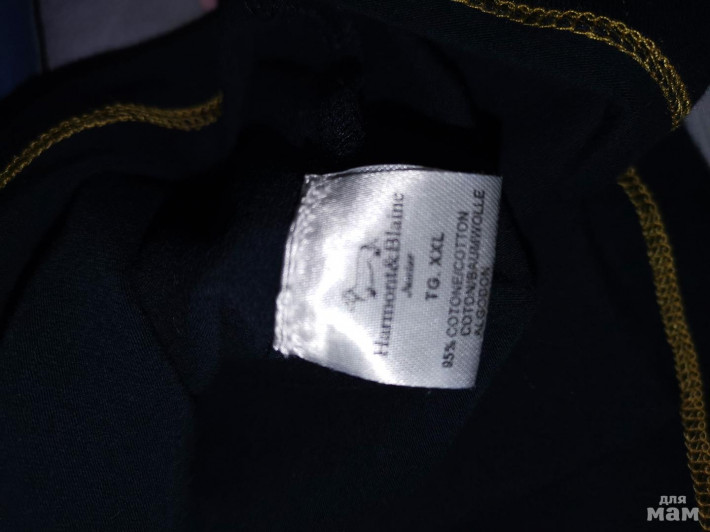 Harmont&Blaine
Junior
TG. XXL
95% COTONE/COTTON
COTON/BAUMWOLLE
ALGODON
для
мам